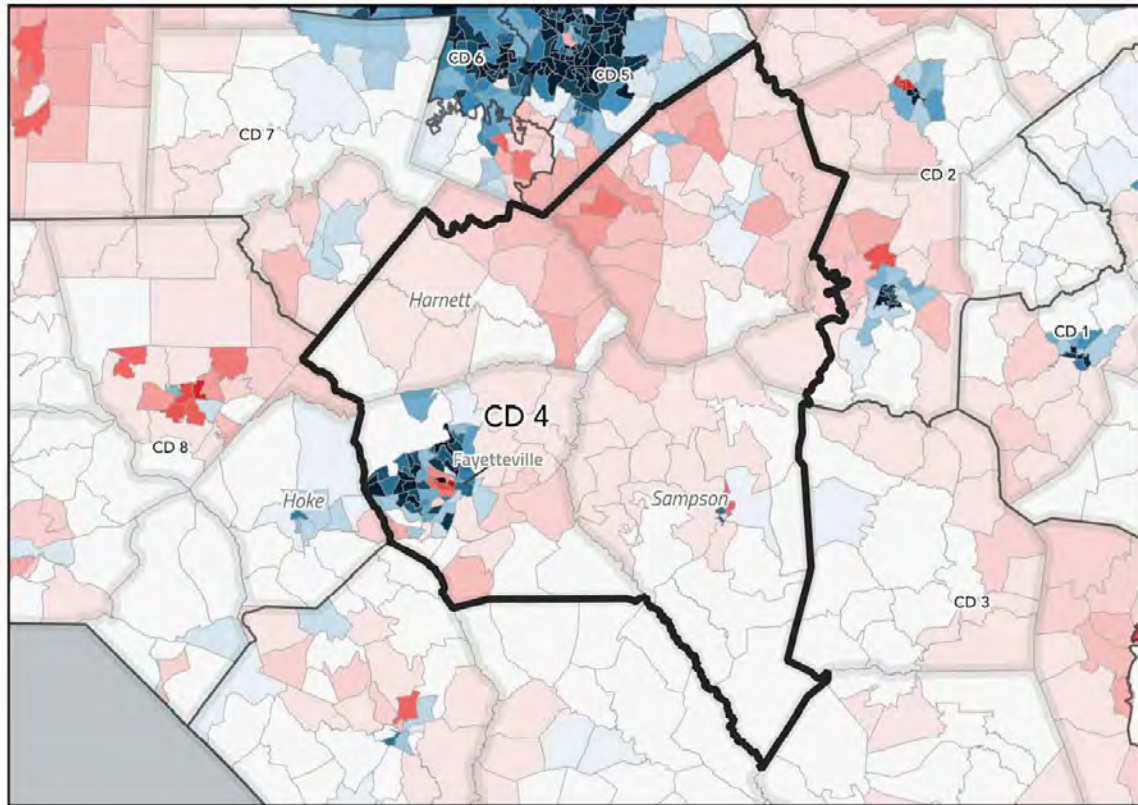 CD 6
CD 5
CD 7
CD 2
Harnett
CD 1
CD 4
CD 8
Fayetteville
Hoke
Sampson
CD 3